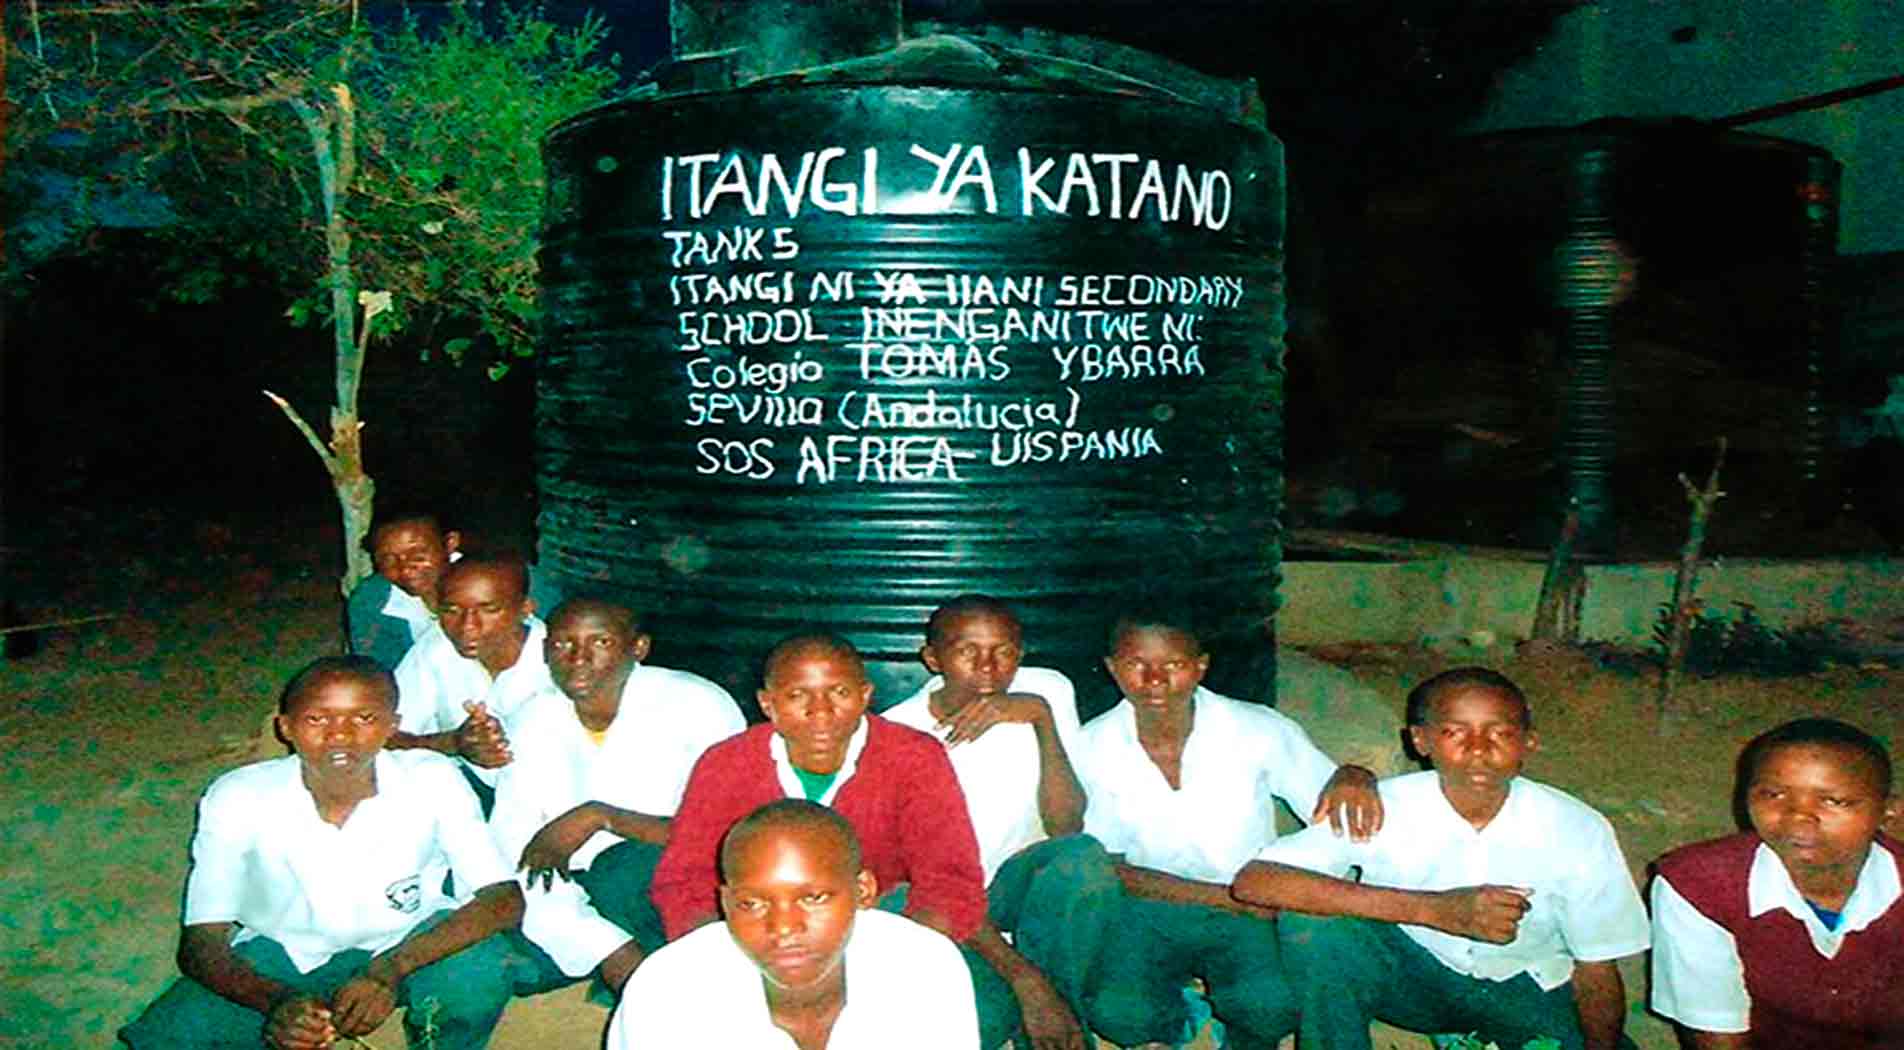 ITANGI YA KATANO
TANK 5
ITANGI NI YA IIANI SECONDARY
SCHOOL INENGANITWE NI:
Colegio TOMAS YBARRA
SEVIlla (Andalucia)
SOS AFRICA - UISPANIA